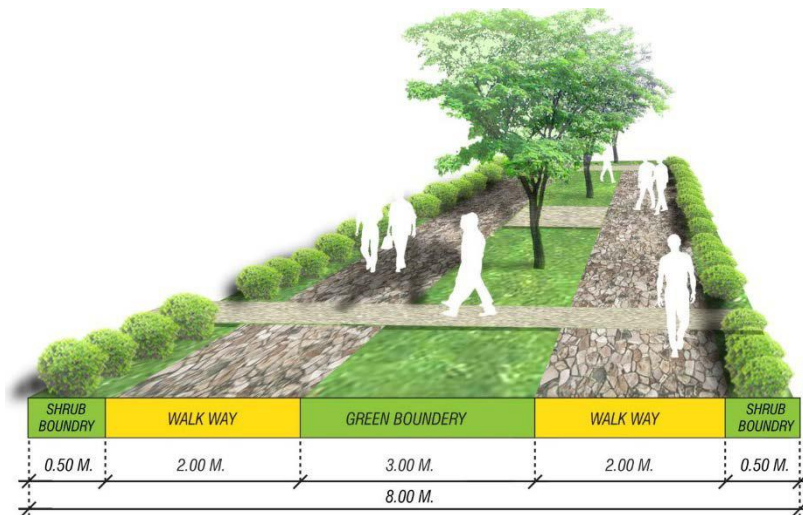 SHRUB
BOUNDRY
WALK WAY
GREEN BOUNDERY
WALK WAY
SHRUB
BOUNDRY
0.50 M.
2.00 M.
3.00 M.
2.00 M.
0.50 M.
8.00 M.